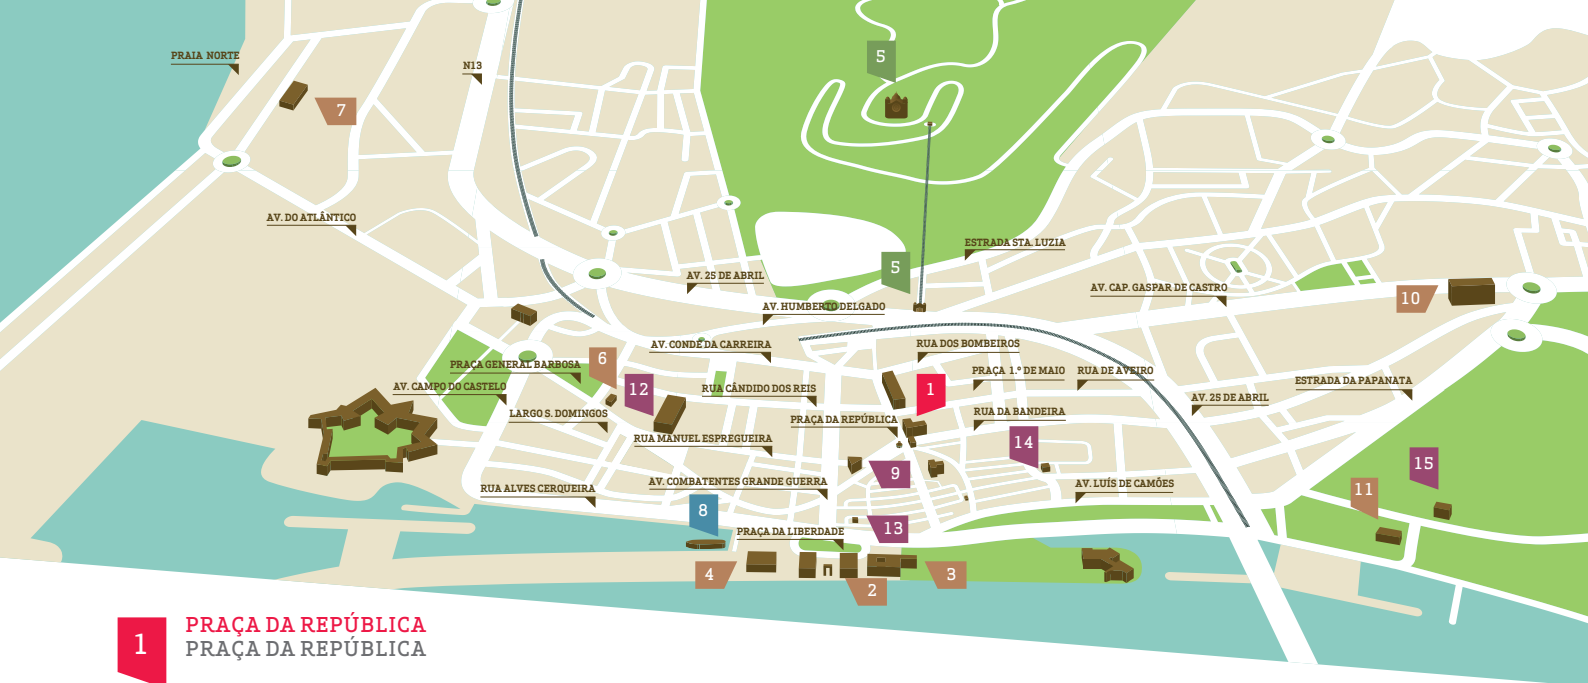 5
PRAIA NORTE
N13
7
AV. DO ATLÂNTICO
ESTRADA STA. LUZIA
5
AV. 25 DE ABRIL
AV. CAP. GASPAR DE CASTRO
10
AV. HUMBERTO DELGADO
AV. CONDE DA CARREIRA
RUA DOS BOMBEIROS
6
PRAÇA GENERAL BARBOSA
PRAÇA 1.º DE MAIO
RUA DE AVEIRO
ESTRADA DA PAPANATA
AV. CAMPO DO CASTELO
12
RUA CÂNDIDO DOS REIS
1
AV. 25 DE ABRIL
LARGO S. DOMINGOS
PRAÇA DA REPÚBLICA
RUA DA BANDEIRA
RUA MANUEL ESPREGUEIRA
14
15
9
RUA ALVES CERQUEIRA
AV. COMBATENTES GRANDE GUERRA
AV. LUÍS DE CAMÕES
11
8
PRAÇA DA LIBERDADE
13
4
2
3
1
PRAÇA DA REPÚBLICA
PRAÇA DA REPÚBLICA